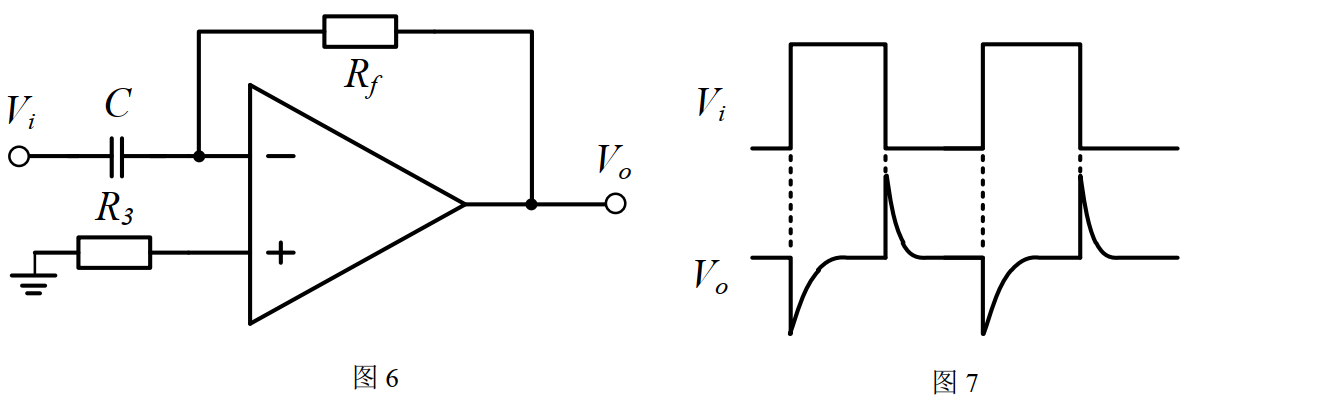 R_f
V_i
C
V_o
R_3
−
+
图 6
V_i
V_o
图 7